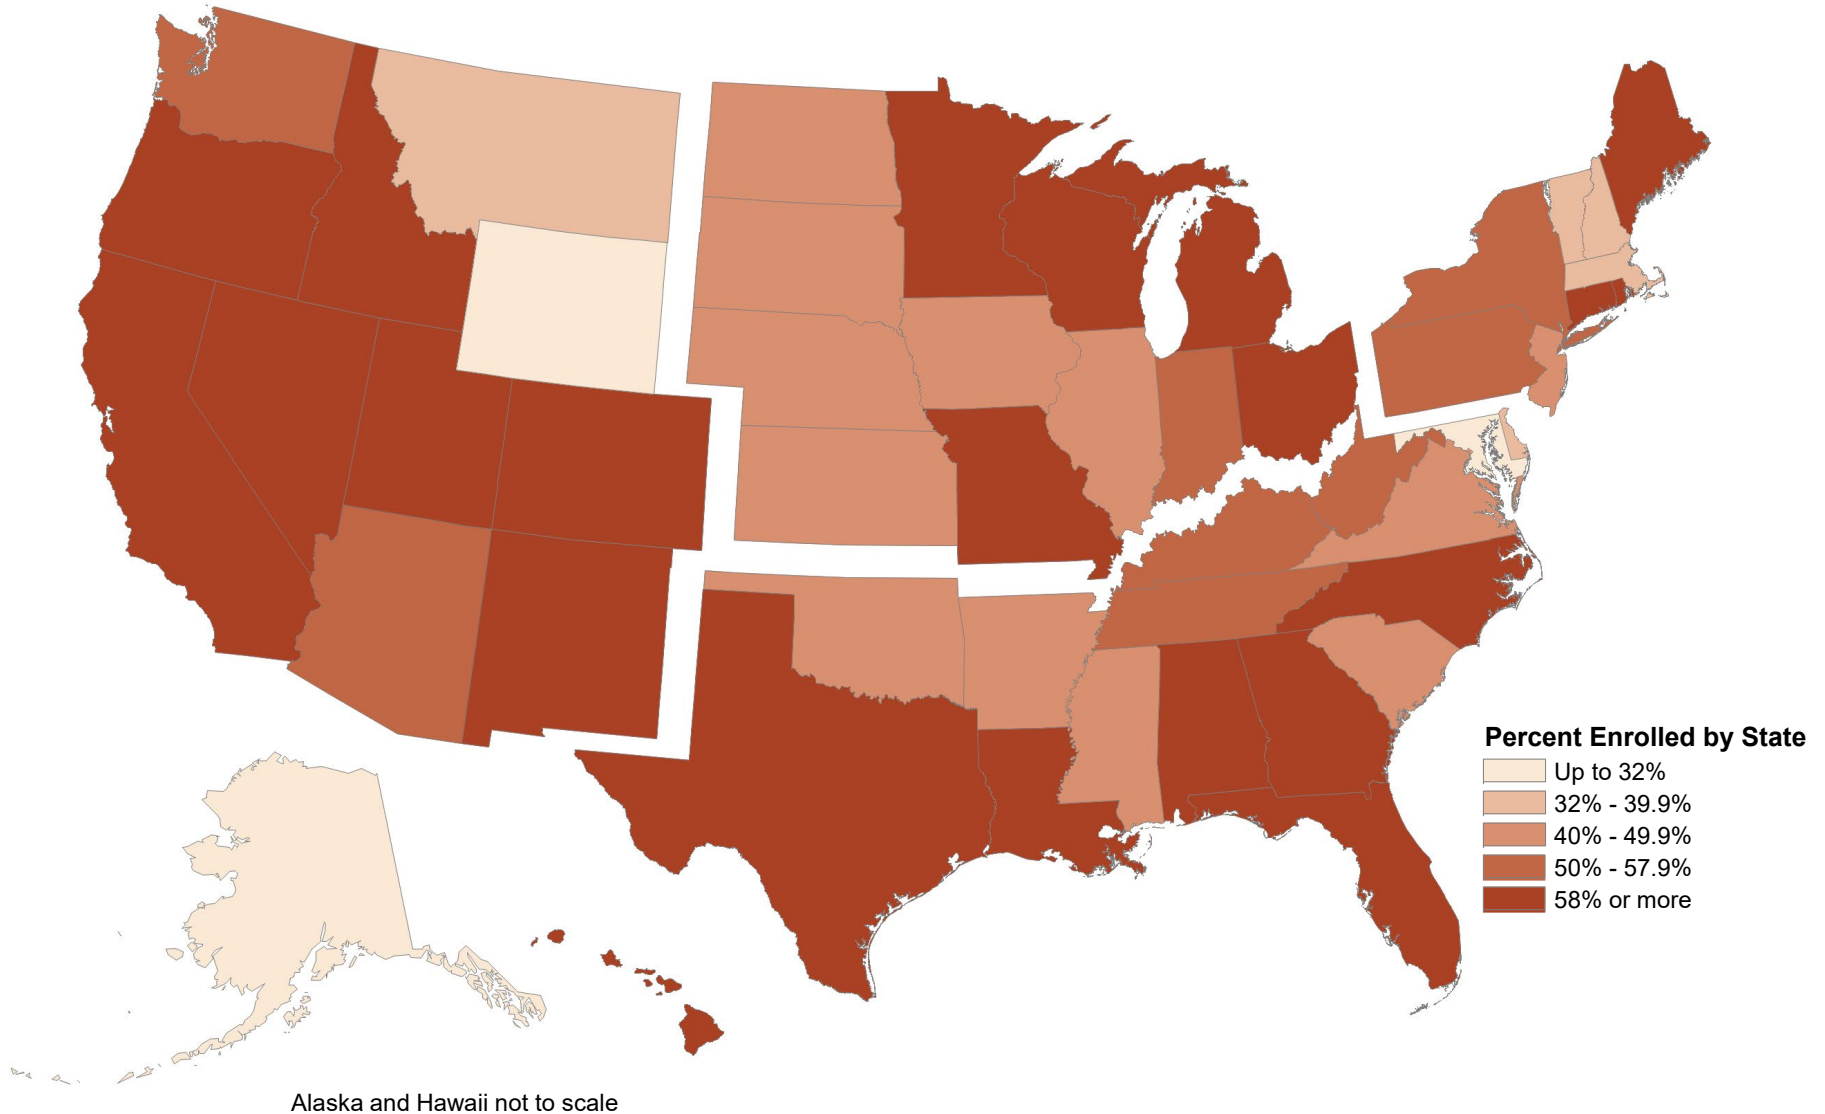 Percent Enrolled by State
Up to 32%
32% - 39.9%
40% - 49.9%
50% - 57.9%
58% or more
Alaska and Hawaii not to scale